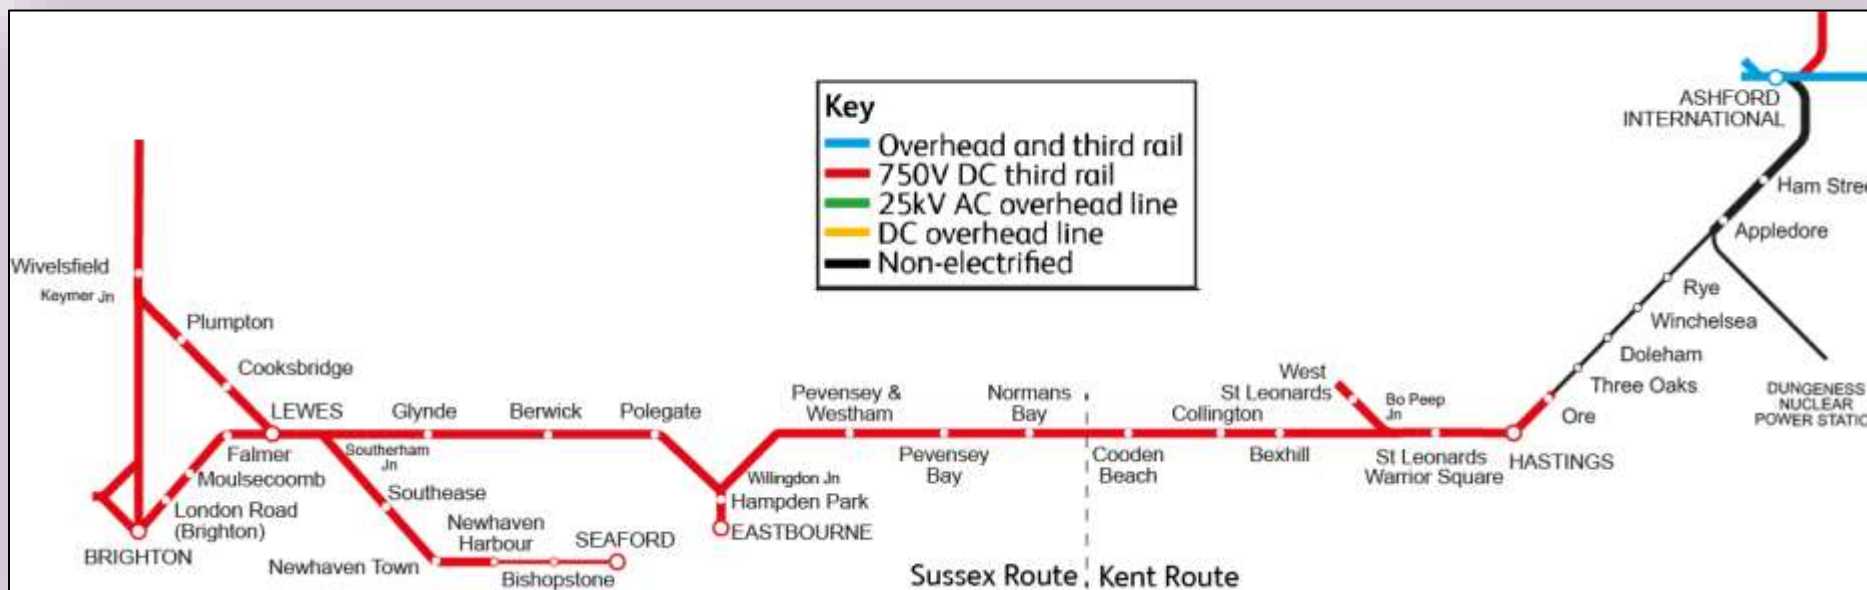 Key
Overhead and third rail
750V DC third rail
25kV AC overhead line
DC overhead line
Non-electrified
ASHFORD
INTERNATIONAL
Ham Stree
Appledore
Rye
Winchelsea
Doleham
Three Oaks
Ore
DUNGENESS
NUCLEAR
POWER STATIO
Wivelsfield
Keymer Jn
Plumpton
Cooksbridge
LEWES
Glynde
Berwick
Polegate
Pevensey &
Westham
Normans
Bay
Collington
West
St Leonards
Bo Peep
Jn
Falmer
Moulsecoomb
London Road
(Brighton)
BRIGHTON
Southerham
Jn
Southease
Newhaven
Harbour
SEAFORD
Newhaven Town
Bishopstone
Willingdon Jn
Hampden Park
EASTBOURNE
Pevensey
Bay
Cooden
Beach
Bexhill
St Leonards
Warrior Square
HASTINGS
Sussex Route
Kent Route